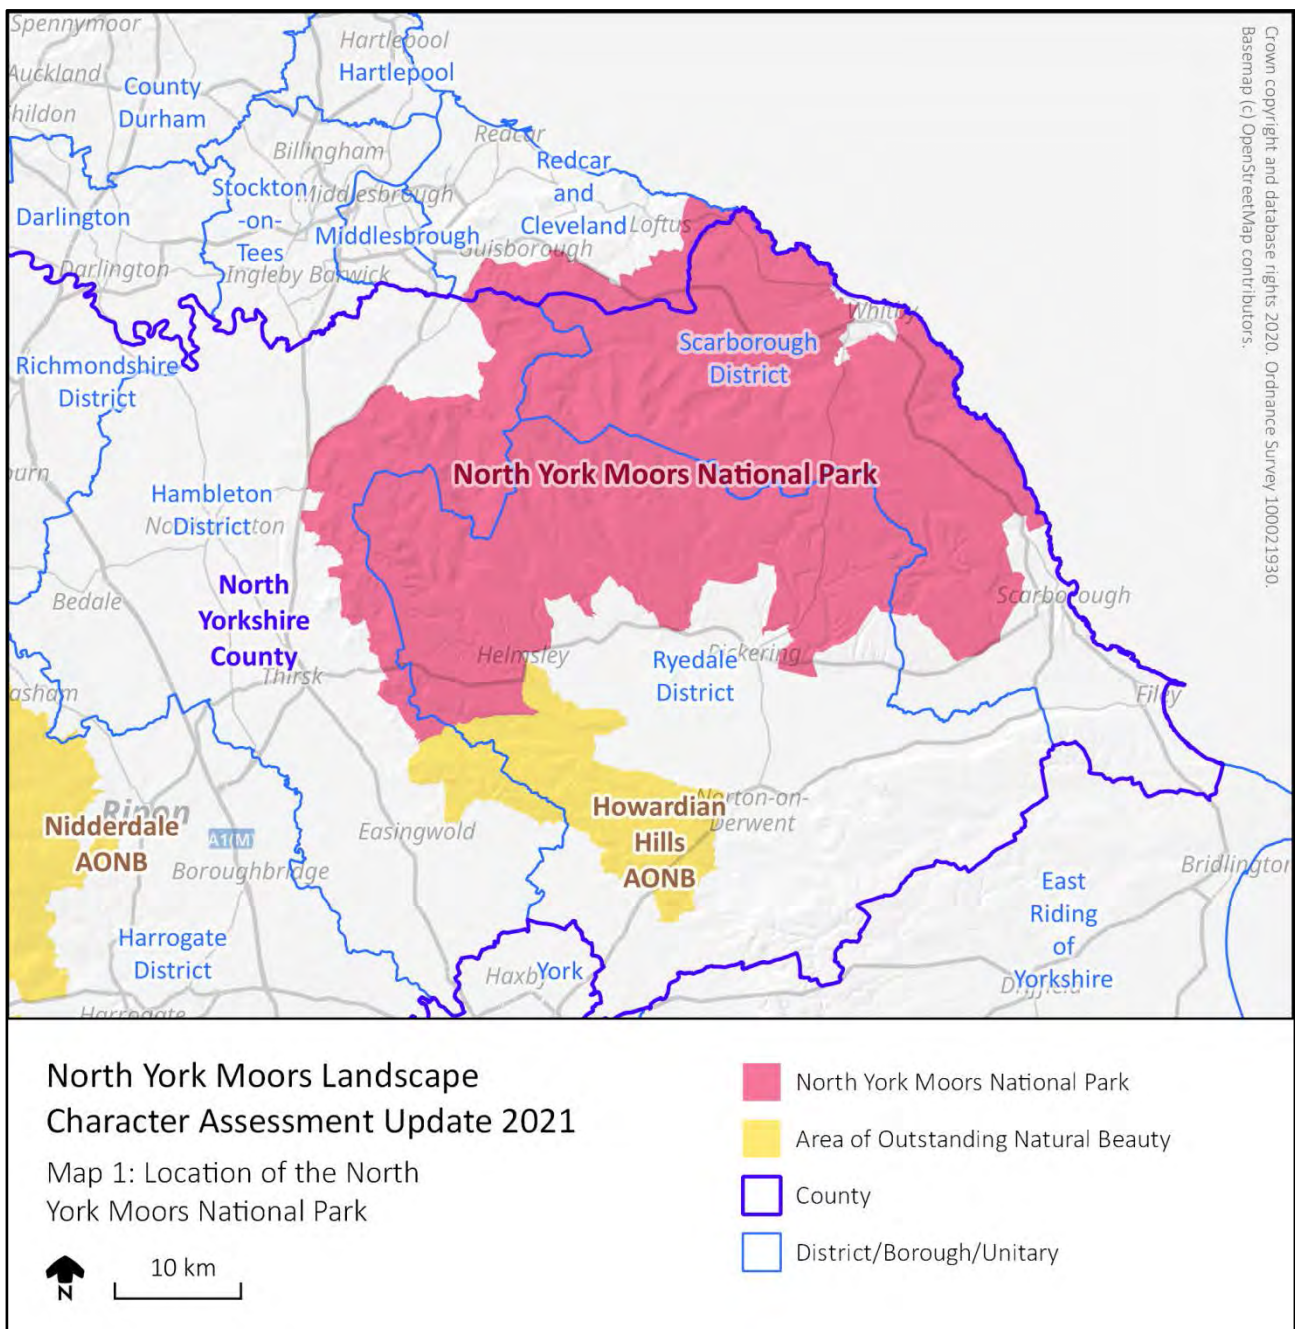 Spennymoor
Hartlepool
Hartlepool
Auckland
County
Durham
hildon
Redcar
Billingham
Redcar
and
Cleveland
Stockton
-on-
Tees
Middlesbrough
Darlington
Middlesbrough
Loftus
Guisborough
Darlington
Ingleby Barwick
Whitby
Richmondshire
District
Scarborough
District
North York Moors National Park
urn
Hambleton
District
No ton
North
Yorkshire
County
Bedale
Scarborough
Helmsley
Ryedale
District
Pickering
Thirsk
asham
Filey
Ripon
Nidderdale
AONB
A1(M)
Boroughbridge
Easingwold
Howardian
Hills
AONB
Norton-on-
Derwent
Bridlington
East
Riding
of
Yorkshire
Driffield
Harrogate
District
Haxby
York
Harrogate
Crown copyright and database rights 2020. Ordnance Survey 100021930.
Basemap (c) OpenStreetMap contributors.
North York Moors Landscape
Character Assessment Update 2021
Map 1: Location of the North
York Moors National Park
N
10 km
North York Moors National Park
Area of Outstanding Natural Beauty
County
District/Borough/Unitary